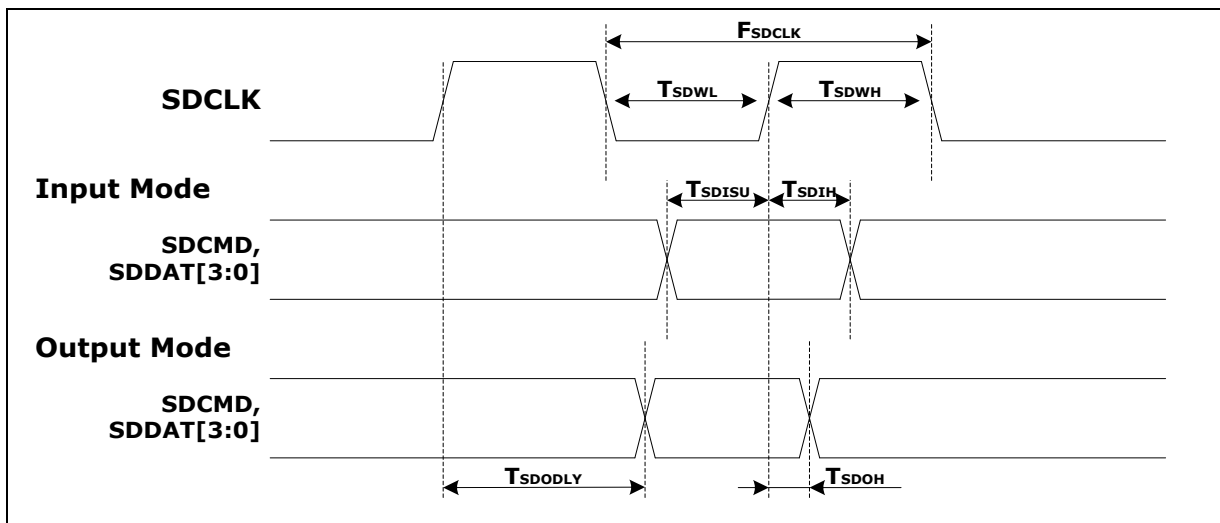 FSDCLK
SDCLK
TSDWL
TSDWH
Input Mode
TSDISU
TSDIH
SDCMD,
SDDAT[3:0]
Output Mode
SDCMD,
SDDAT[3:0]
TSDODLY
TSDOH